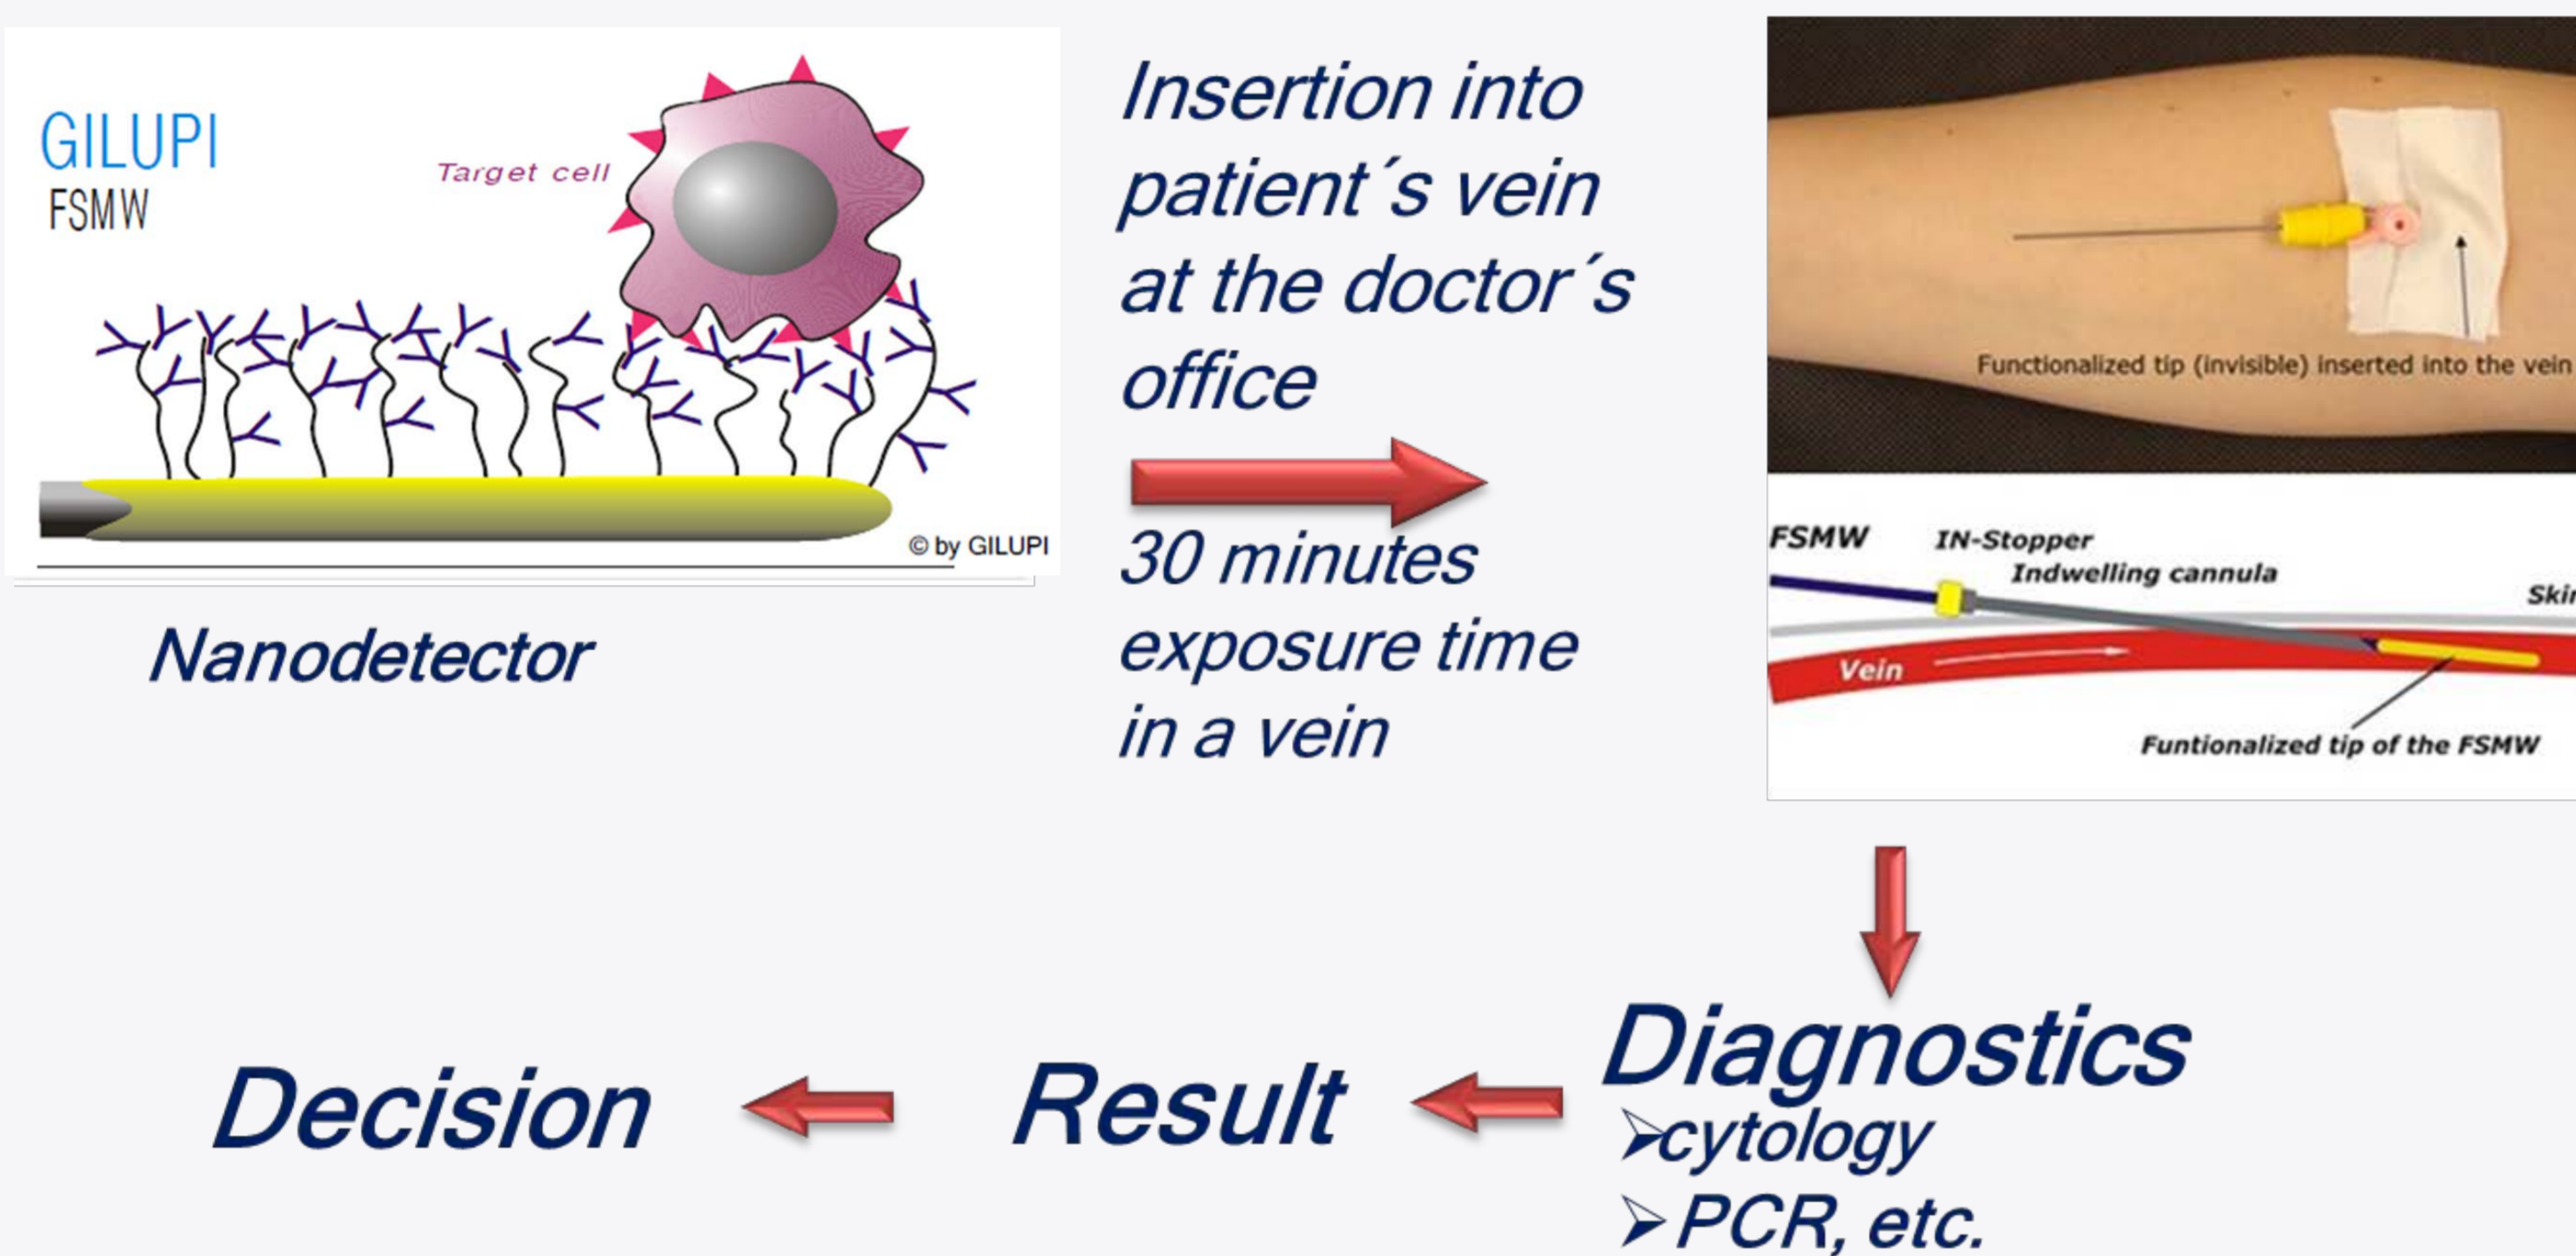 GILUPI
FSMW
Target cell
© by GILUPI
Nanodetector
Insertion into
patient´s vein
at the doctor´s
office
30 minutes
exposure time
in a vein
Functionalized tip (invisible) inserted into the vein
FSMW
IN-Stopper
Indwelling cannula
Skin
Vein
Funtionalized tip of the FSMW
Diagnostics
➢cytology
➢PCR, etc.
Result
Decision